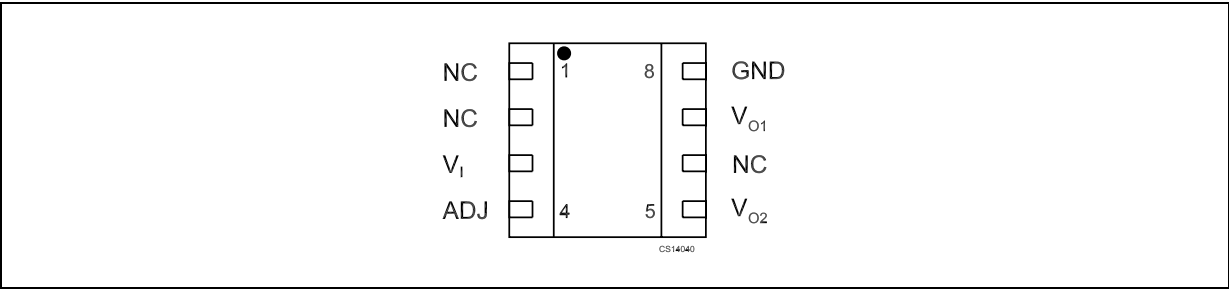 NC 1 8 GND
NC V_O1
V_I NC
ADJ 4 5 V_O2
CS14040